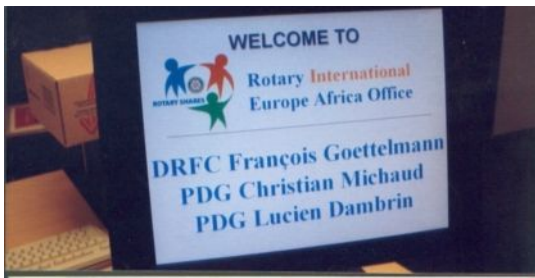 WELCOME TO
Rotary International
Europe Africa Office
ROTARY SHARES
DRFC François Goettelmann
PDG Christian Michaud
PDG Lucien Dambrin